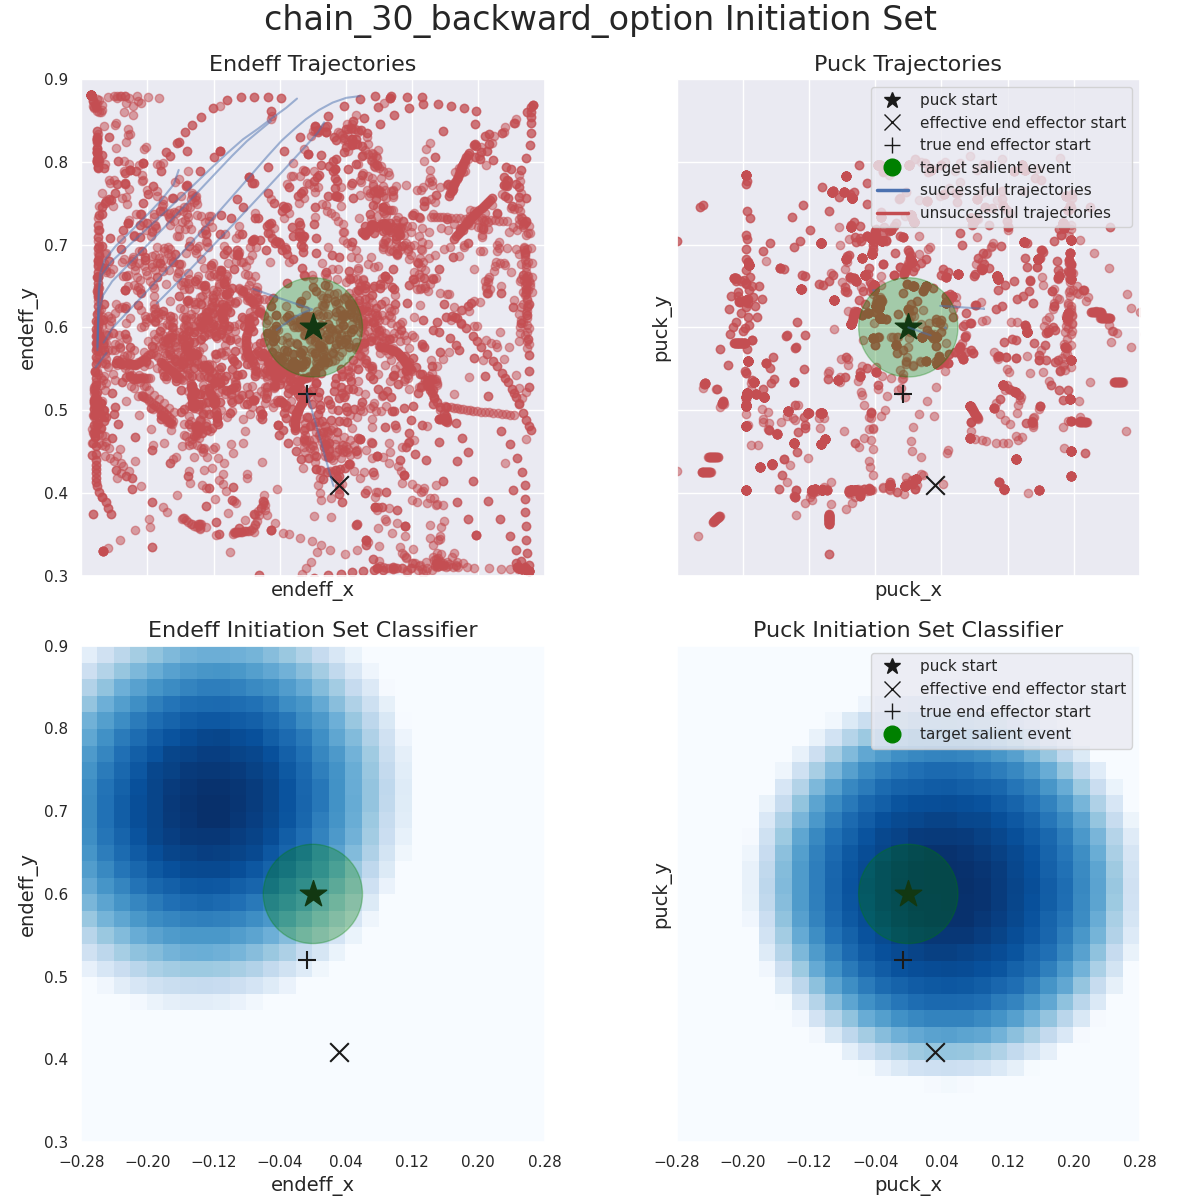 chain_30_backward_option Initiation Set
Endeff Trajectories
0.9
0.8
0.7
0.6
0.5
0.4
0.3
endeff_y
endeff_x
Puck Trajectories
puck start
effective end effector start
true end effector start
target salient event
successful trajectories
unsuccessful trajectories
puck_y
puck_x
Endeff Initiation Set Classifier
0.9
0.8
0.7
0.6
0.5
0.4
0.3
endeff_y
−0.28 −0.20 −0.12 −0.04 0.04 0.12 0.20 0.28
endeff_x
Puck Initiation Set Classifier
puck start
effective end effector start
true end effector start
target salient event
puck_y
−0.28 −0.20 −0.12 −0.04 0.04 0.12 0.20 0.28
puck_x